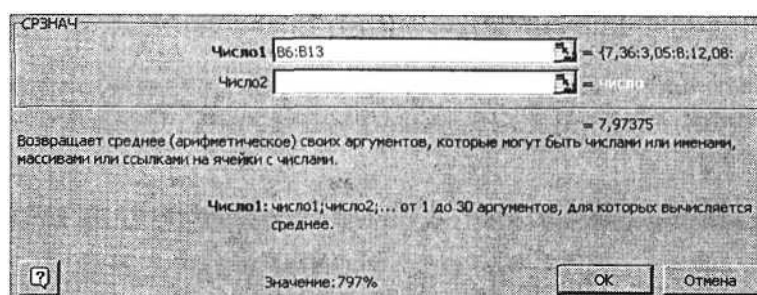 СРЗНАЧ
Число1 B6:B13 = {7,36:3,05:8:12,08:
Число2 = число
= 7,97375
Возвращает среднее (арифметическое) своих аргументов, которые могут быть числами или именами,
массивами или ссылками на ячейки с числами.
Число1: число1;число2;... от 1 до 30 аргументов, для которых вычисляется
среднее.
? Значение:797% ОК Отмена